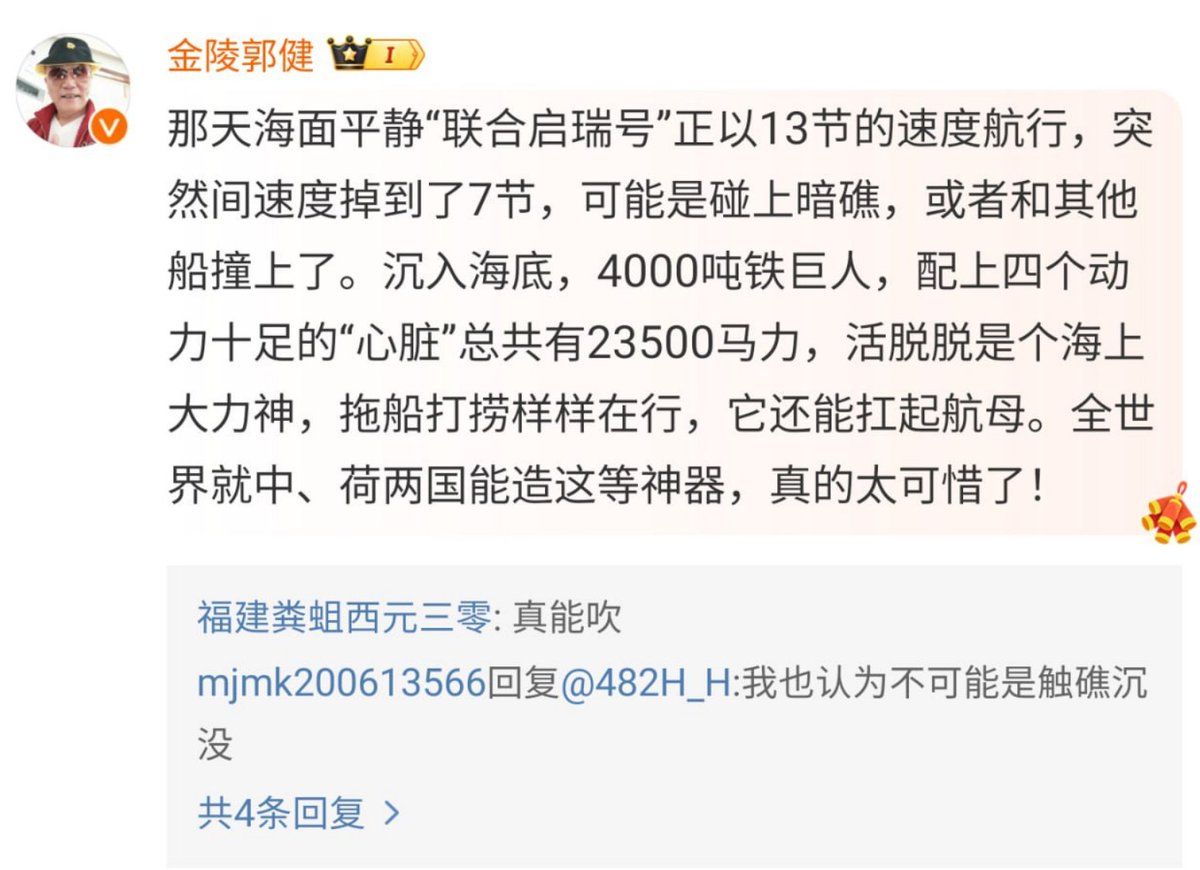 金陵郭健
I
V
那天海面平静“联合启瑞号”正以13节的速度航行，突
然间速度掉到了7节，可能是碰上暗礁，或者和其他
船撞上了。沉入海底，4000吨铁巨人，配上四个动
力十足的“心脏”总共有23500马力，活脱脱是个海上
大力神，拖船打捞样样在行，它还能扛起航母。全世
界就中、荷两国能造这等神器，真的太可惜了！
福建粪蛆西元三零: 真能吹
mjmk200613566回复@482H_H:我也认为不可能是触礁沉
没
共4条回复 >